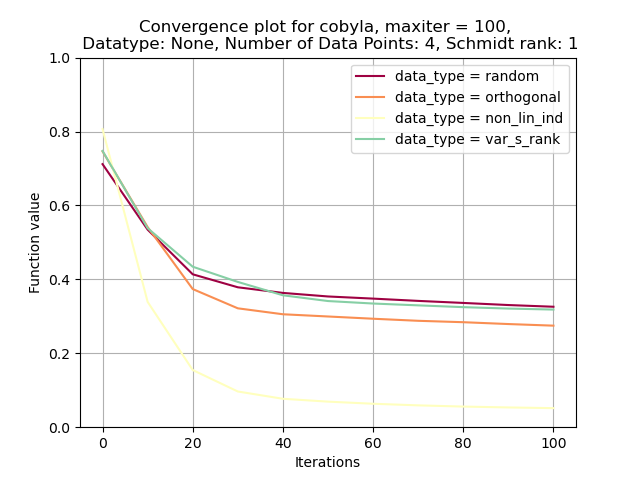 Convergence plot for cobyla, maxiter = 100,
Datatype: None, Number of Data Points: 4, Schmidt rank: 1
data_type = random
data_type = orthogonal
data_type = non_lin_ind
data_type = var_s_rank
Function value
1.0
0.8
0.6
0.4
0.2
0.0
0 20 40 60 80 100
Iterations